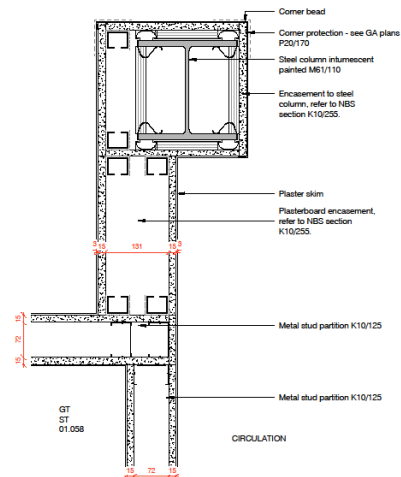 Corner bead
Corner protection - see GA plans
P20/170
Steel column intumescent
painted M61/110
Encasement to steel
column, refer to NBS
section K10/255.
Plaster skim
Plasterboard encasement,
refer to NBS section
K10/255.
3 15 131 15 3
Metal stud partition K10/125
15
72
15
Metal stud partition K10/125
GT
ST
01.058
CIRCULATION
15 72 15